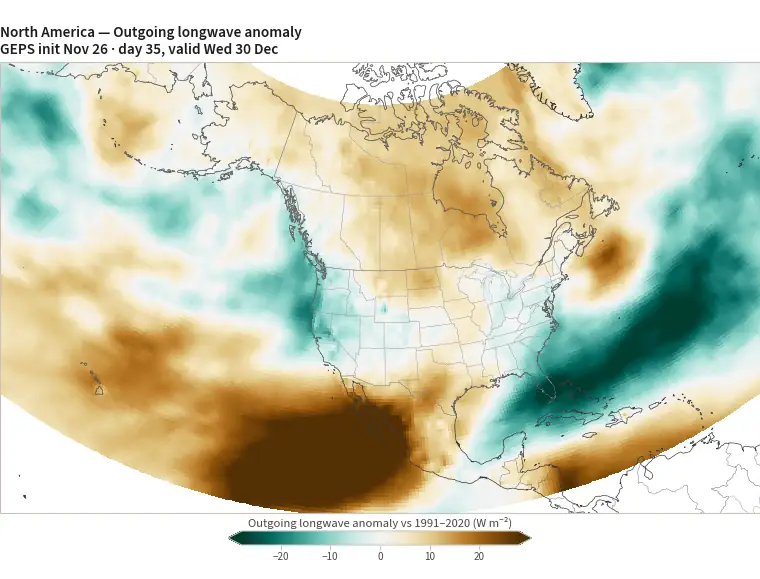 North America — Outgoing longwave anomaly
GEPS init Nov 26 · day 35, valid Wed 30 Dec
Outgoing longwave anomaly vs 1991–2020 (W m⁻²)
−20 −10 0 10 20